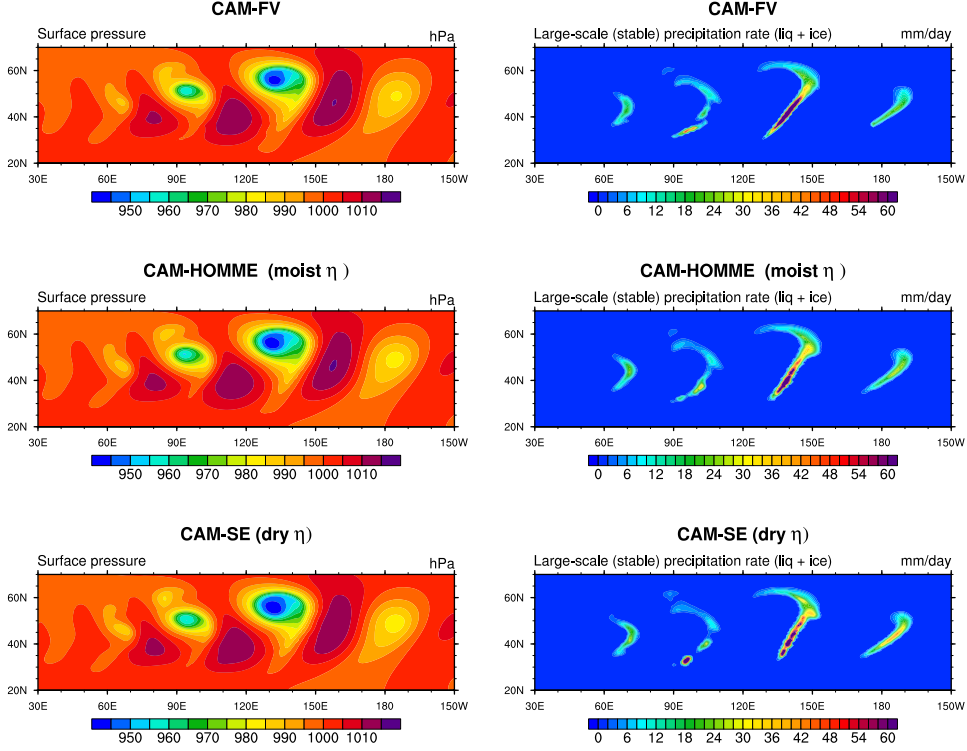 CAM-FV
Surface pressure hPa
60N
40N
20N
30E 60E 90E 120E 150E 180 150W
950 960 970 980 990 1000 1010
CAM-FV
Large-scale (stable) precipitation rate (liq + ice) mm/day
60N
40N
20N
30E 60E 90E 120E 150E 180 150W
0 6 12 18 24 30 36 42 48 54 60
CAM-HOMME (moist η )
Surface pressure hPa
60N
40N
20N
30E 60E 90E 120E 150E 180 150W
950 960 970 980 990 1000 1010
CAM-HOMME (moist η )
Large-scale (stable) precipitation rate (liq + ice) mm/day
60N
40N
20N
30E 60E 90E 120E 150E 180 150W
0 6 12 18 24 30 36 42 48 54 60
CAM-SE (dry η)
Surface pressure hPa
60N
40N
20N
30E 60E 90E 120E 150E 180 150W
950 960 970 980 990 1000 1010
CAM-SE (dry η)
Large-scale (stable) precipitation rate (liq + ice) mm/day
60N
40N
20N
30E 60E 90E 120E 150E 180 150W
0 6 12 18 24 30 36 42 48 54 60